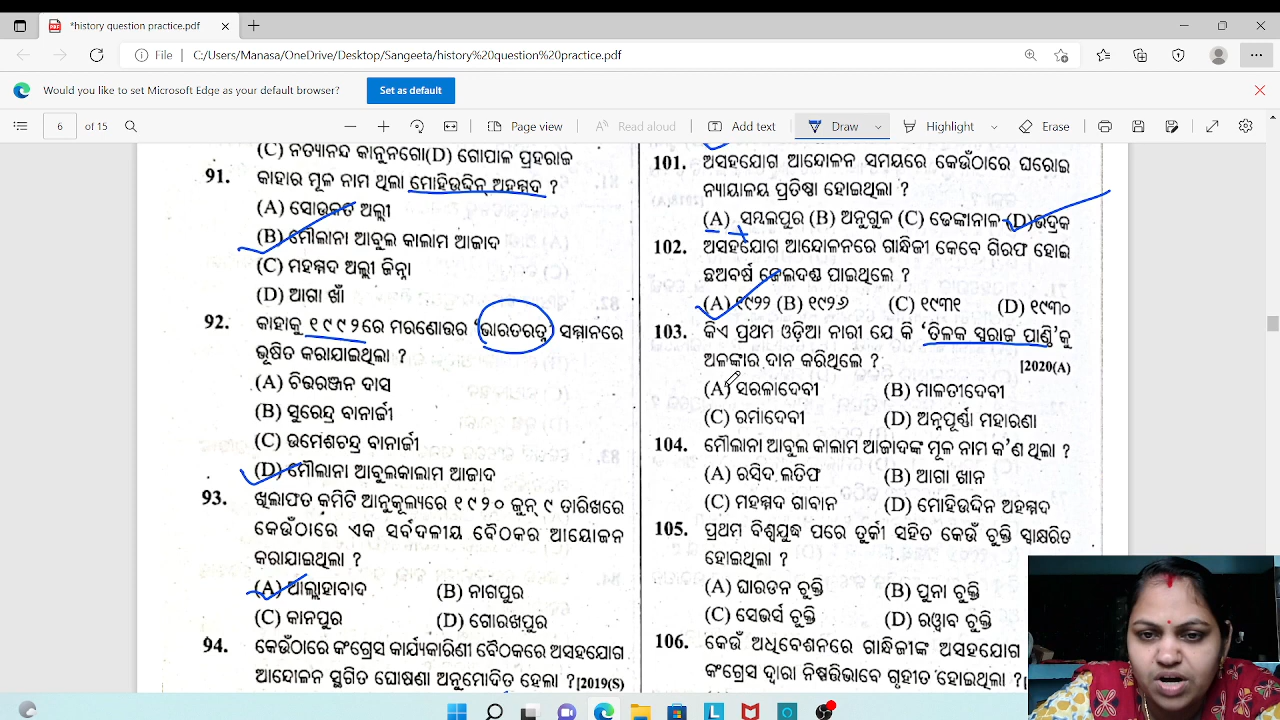 *history question practice.pdf
File
C:/Users/Manasa/OneDrive/Desktop/Sangeeta/history%20question%20practice.pdf
Would you like to set Microsoft Edge as your default browser?
Set as default
6 of 15
Page view
Read aloud
Add text
Draw
Highlight
Erase
(C) ନିତ୍ୟାନନ୍ଦ କାନୁନଗୋ(D) ଗୋପାଳ ପ୍ରହରାଜ
91. କାହାର ମୂଳ ନାମ ଥିଲା ମୋହିଉଦ୍ଦିନ୍ ଅହମ୍ମଦ ?
(A) ସୋଉକତ ଅଲ୍ଲୀ
(B) ମୌଲାନା ଆବୁଲ କାଲାମ ଆଜାଦ
(C) ମହମ୍ମଦ ଅଲ୍ଲୀ ଜିନ୍ନା
(D) ଆଗା ଖାଁ
92. କାହାକୁ ୧୯୯୨ରେ ମରଣୋତ୍ତର 'ଭାରତରତ୍ନ' ସମ୍ମାନରେ
ଭୂଷିତ କରାଯାଇଥିଲା ?
(A) ଚିତ୍ତରଞ୍ଜନ ଦାସ
(B) ସୁରେନ୍ଦ୍ର ବାନାର୍ଜୀ
(C) ଉମେଶଚନ୍ଦ୍ର ବାନାର୍ଜୀ
(D) ମୌଲାନା ଆବୁଲକାଲାମ ଆଜାଦ
93. ଖିଲାଫତ କମିଟି ଆନୁକୂଲ୍ୟରେ ୧୯୨୦ ଜୁନ୍ ୯ ତାରିଖରେ
କେଉଁଠାରେ ଏକ ସର୍ବଦଳୀୟ ବୈଠକର ଆୟୋଜନ
କରାଯାଇଥିଲା ?
(A) ଆଲ୍ଲାହାବାଦ (B) ନାଗପୁର
(C) କାନପୁର (D) ଗୋରଖପୁର
94. କେଉଁଠାରେ କଂଗ୍ରେସ କାର୍ଯ୍ୟକାରିଣୀ ବୈଠକରେ ଅସହଯୋଗ
ଆନ୍ଦୋଳନ ସ୍ଥଗିତ ଘୋଷଣା ଅନୁମୋଦିତ ହେଲା ?[2019(S)
101. ଅସହଯୋଗ ଆନ୍ଦୋଳନ ସମୟରେ କେଉଁଠାରେ ଘରୋଇ
ନ୍ୟାୟାଳୟ ପ୍ରତିଷ୍ଠା ହୋଇଥିଲା ?
(A) ସମ୍ବଲପୁର (B) ଅନୁଗୁଳ (C) ଢେଙ୍କାନାଳ (D)ଭଦ୍ରକ
102. ଅସହଯୋଗ ଆନ୍ଦୋଳନରେ ଗାନ୍ଧିଜୀ କେବେ ଗିରଫ ହୋଇ
ଛଅବର୍ଷ ଜେଲଦଣ୍ଡ ପାଇଥିଲେ ?
(A) ୧୯୨୨ (B) ୧୯୨୬ (C) ୧୯୩୧ (D) ୧୯୩୦
103. କିଏ ପ୍ରଥମ ଓଡ଼ିଆ ନାରୀ ଯେ କି 'ତିଳକ ସ୍ୱରାଜ ପାଣ୍ଠି'କୁ
ଅଳଙ୍କାର ଦାନ କରିଥିଲେ ? [2020(A)
(A) ସରଳାଦେବୀ (B) ମାଳତୀଦେବୀ
(C) ରମାଦେବୀ (D) ଅନ୍ନପୂର୍ଣ୍ଣା ମହାରଣା
104. ମୌଲାନା ଆବୁଲ କାଲାମ ଆଜାଦଙ୍କ ମୂଳ ନାମ କ'ଣ ଥିଲା ?
(A) ରସିଦ ଲତିଫ (B) ଆଗା ଖାନ
(C) ମହମ୍ମଦ ଗାବାନ (D) ମୋହିଉଦ୍ଦିନ ଅହମ୍ମଦ
105. ପ୍ରଥମ ବିଶ୍ୱଯୁଦ୍ଧ ପରେ ତୁର୍କୀ ସହିତ କେଉଁ ଚୁକ୍ତି ସ୍ୱାକ୍ଷରିତ
ହୋଇଥିଲା ?
(A) ଘାରଡନ ଚୁକ୍ତି (B) ପୁନା ଚୁକ୍ତି
(C) ସେଭର୍ସ ଚୁକ୍ତି (D) ରଓ୍ୱାବ ଚୁକ୍ତି
106. କେଉଁ ଅଧିବେଶନରେ ଗାନ୍ଧିଜୀଙ୍କ ଅସହଯୋଗ
କଂଗ୍ରେସ ଦ୍ୱାରା ନିଷ୍ପତ୍ତିଭାବେ ଗୃହୀତ ହୋଇଥିଲା ?[